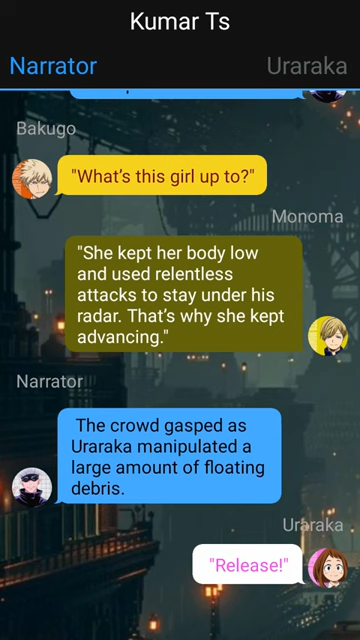 Kumar Ts
Narrator Uraraka
Bakugo
"What's this girl up to?"
Monoma
"She kept her body low
and used relentless
attacks to stay under his
radar. That's why she kept
advancing."
Narrator
The crowd gasped as
Uraraka manipulated a
large amount of floating
debris.
Uraraka
"Release!"